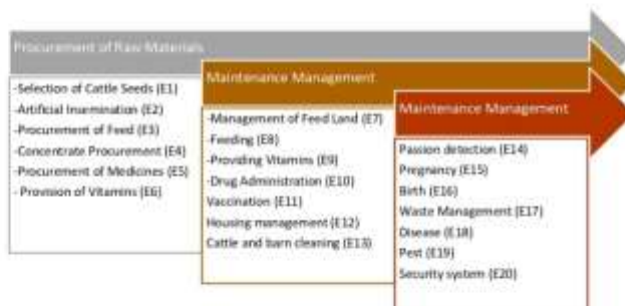 Procurement of Raw Materials
-Selection of Cattle Seeds (E1)
-Artificial Insemination (E2)
-Procurement of Feed (E3)
-Concentrate Procurement (E4)
-Procurement of Medicines (E5)
- Provision of Vitamins (E6)
Maintenance Management
-Management of Feed Land (E7)
-Feeding (E8)
-Providing Vitamins (E9)
-Drug Administration (E10)
Vaccination (E11)
Housing management (E12)
Cattle and barn cleaning (E13)
Maintenance Management
Passion detection (E14)
Pregnancy (E15)
Birth (E16)
Waste Management (E17)
Disease (E18)
Pest (E19)
Security system (E20)